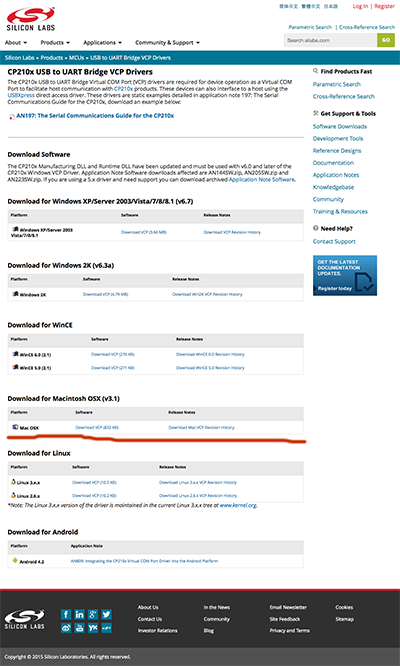 简体中文 繁體中文 日本語
Log In | Register
SILICON LABS
Parametric Search | Cross-Reference Search
About Products Applications Community & Support
Search silabs.com GO
Silicon Labs » Products » MCUs » USB to UART Bridge VCP Drivers
CP210x USB to UART Bridge VCP Drivers
The CP210x USB to UART Bridge Virtual COM Port (VCP) drivers are required for device operation as a Virtual COM
Port to facilitate host communication with CP210x products. These devices can also interface to a host using the
USBXpress direct access driver. These drivers are static examples detailed in application note 197: The Serial
Communications Guide for the CP210x, download an example below:
AN197: The Serial Communications Guide for the CP210x
Download Software
The CP210x Manufacturing DLL and Runtime DLL have been updated and must be used with v6.0 and later of the
CP210x Windows VCP Driver. Application Note Software downloads affected are AN144SW.zip, AN205SW.zip and
AN223SW.zip. If you are using a 5.x driver and need support you can download archived Application Note Software.
Download for Windows XP/Server 2003/Vista/7/8/8.1 (v6.7)
Platform Software Release Notes
Windows XP/Server 2003
/Vista/7/8/8.1
Download VCP (3.66 MB) Download VCP Revision History
Download for Windows 2K (v6.3a)
Platform Software Release Notes
Windows 2K Download VCP (4.79 MB) Download Win2K VCP Revision History
Download for WinCE
Platform Software Release Notes
WinCE 6.0 (2.1) Download VCP (276 KB) Download WinCE 6.0 Revision History
WinCE 5.0 (2.1) Download VCP (271 KB) Download WinCE 5.0 Revision History
Download for Macintosh OSX (v3.1)
Platform Software Release Notes
Mac OSX Download VCP (832 KB) Download Mac VCP Revision History
Download for Linux
Platform Software Release Notes
Linux 3.x.x Download VCP (10.0 KB) Download Linux 3.x.x VCP Revision History
Linux 2.6.x Download VCP (10.2 KB) Download Linux 2.6.x VCP Revision History
*Note: The Linux 3.x.x version of the driver is maintained in the current Linux 3.x.x tree at www.kernel.org.
Download for Android
Platform Application Note
Android 4.2 AN809: Integrating the CP210x Virtual COM Port Driver into the Android Platform
Find Products Fast
Parametric Search
Cross-Reference Search
Get Support & Tools
Software Downloads
Development Tools
Reference Designs
Documentation
Application Notes
Knowledgebase
Community
Training & Resources
Need Help?
Contact Support
GET THE LATEST
DOCUMENTATION
UPDATES.
Register today
SILICON LABS
About Us In the News Email Newsletter Cookies
Contact Us Community Site Feedback Sitemap
Investor Relations Blog Privacy and Terms
Copyright © 2015 Silicon Laboratories. All rights reserved.